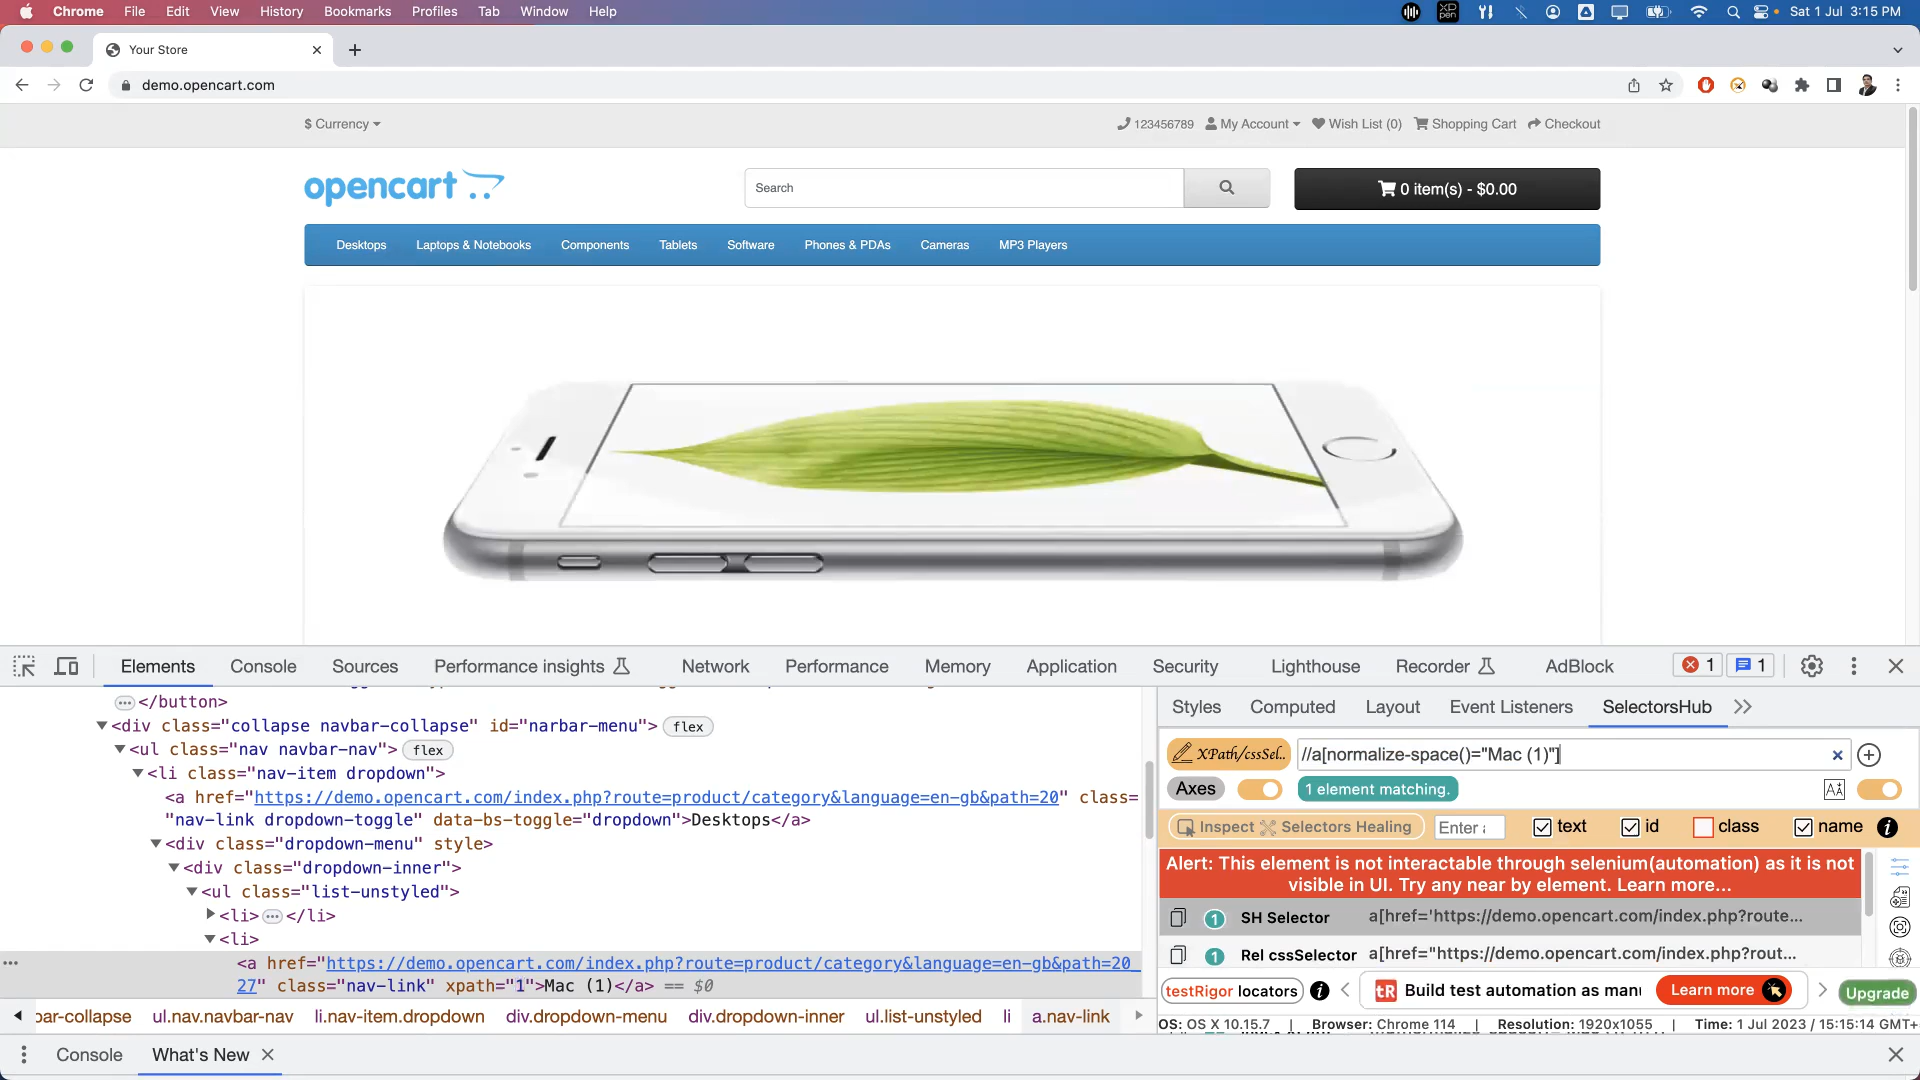 Chrome File Edit View History Bookmarks Profiles Tab Window Help
XP pen
Sat 1 Jul 3:15 PM
Your Store
demo.opencart.com
$ Currency
123456789 My Account Wish List (0) Shopping Cart Checkout
opencart
Search
0 item(s) - $0.00
Desktops Laptops & Notebooks Components Tablets Software Phones & PDAs Cameras MP3 Players
Elements Console Sources Performance insights Network Performance Memory Application Security Lighthouse Recorder AdBlock 1 1
</button>
<div class="collapse navbar-collapse" id="narbar-menu"> flex
<ul class="nav navbar-nav"> flex
<li class="nav-item dropdown">
<a href="https://demo.opencart.com/index.php?route=product/category&language=en-gb&path=20" class=
"nav-link dropdown-toggle" data-bs-toggle="dropdown">Desktops</a>
<div class="dropdown-menu" style>
<div class="dropdown-inner">
<ul class="list-unstyled">
<li> </li>
<li>
<a href="https://demo.opencart.com/index.php?route=product/category&language=en-gb&path=20_
27" class="nav-link" xpath="1">Mac (1)</a> == $0
bar-collapse ul.nav.navbar-nav li.nav-item.dropdown div.dropdown-menu div.dropdown-inner ul.list-unstyled li a.nav-link
Console What's New
Styles Computed Layout Event Listeners SelectorsHub
XPath/cssSel.. //a[normalize-space()="Mac (1)"]
Axes 1 element matching.
Inspect Selectors Healing Enter text id class name
Alert: This element is not interactable through selenium(automation) as it is not
visible in UI. Try any near by element. Learn more...
1 SH Selector a[href='https://demo.opencart.com/index.php?route...
1 Rel cssSelector a[href="https://demo.opencart.com/index.php?rout...
testRigor locators tR Build test automation as manu Learn more Upgrade
OS: OS X 10.15.7 | Browser: Chrome 114 | Resolution: 1920x1055 | Time: 1 Jul 2023 / 15:15:14 GMT+